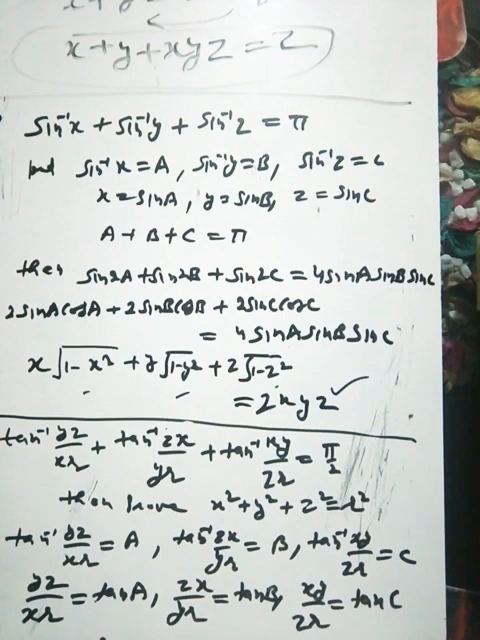 x+y+xyz=z
sin⁻¹x + sin⁻¹y + sin⁻¹z = π
put sin⁻¹x = A, sin⁻¹y = B, sin⁻¹z = C
x = sinA, y = sinB, z = sinC
A + B + C = π
then sin2A + sin2B + sin2C = 4sinA sinB sinC
2sinA cosA + 2sinB cosB + 2sinC cosC
= 4sinA sinB sinC
x√1-x² + y√1-y² + z√1-z²
= 2xyz ✓
tan⁻¹ yz/xr + tan⁻¹ zx/yr + tan⁻¹ xy/zr = π/2
then prove x² + y² + z² = r²
tan⁻¹ yz/xr = A, tan⁻¹ zx/yr = B, tan⁻¹ xy/zr = C
yz/xr = tanA, zx/yr = tanB, xy/zr = tanC